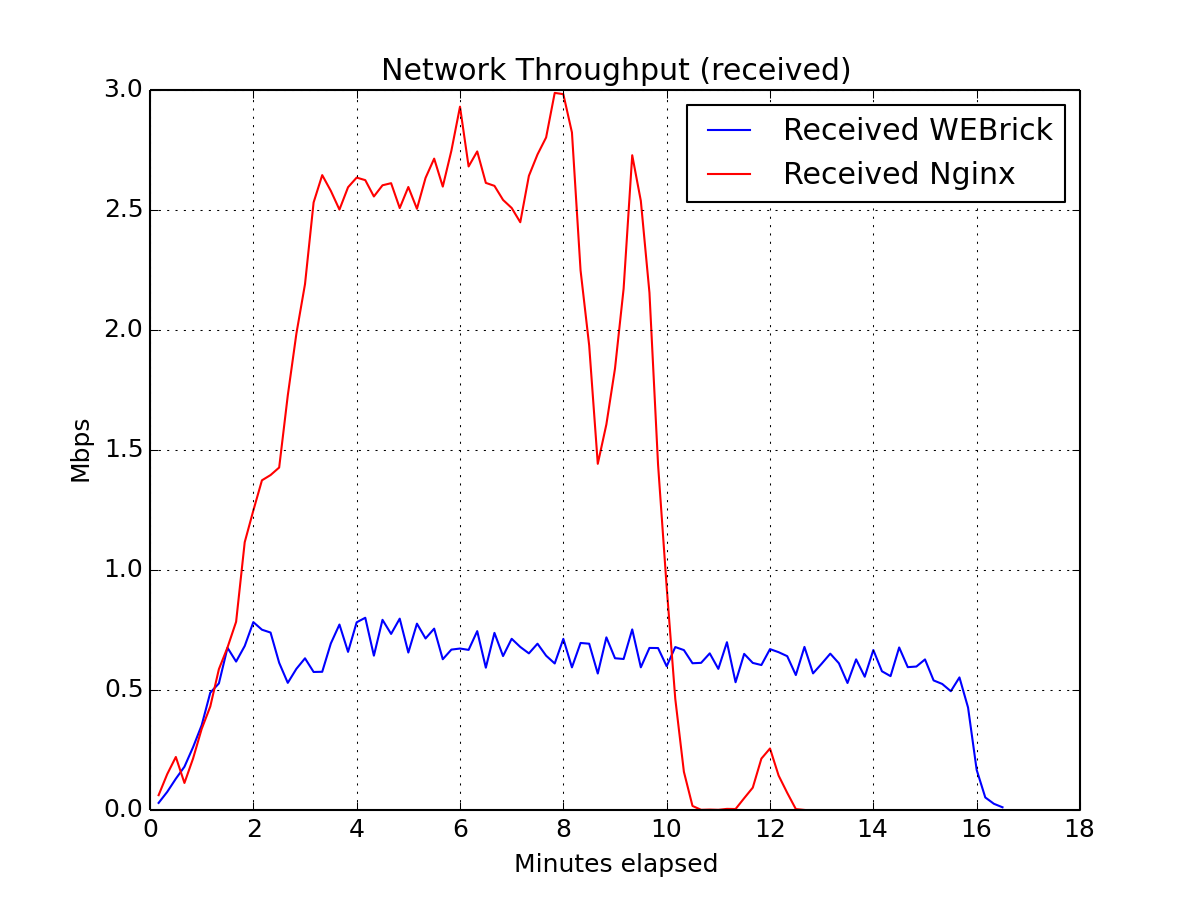 Network Throughput (received)
3.0
Received WEBrick
Received Nginx
2.5
2.0
1.5
Mbps
1.0
0.5
0.0
0 2 4 6 8 10 12 14 16 18
Minutes elapsed